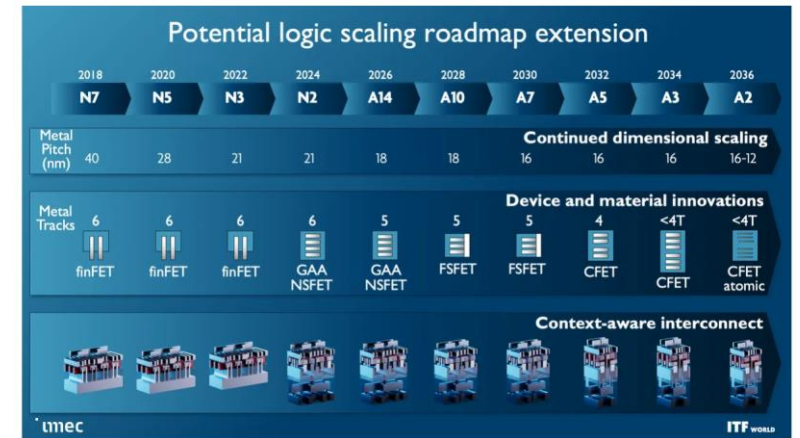 Potential logic scaling roadmap extension
2018 2020 2022 2024 2026 2028 2030 2032 2034 2036
N7 N5 N3 N2 A14 A10 A7 A5 A3 A2
Continued dimensional scaling
Metal
Pitch
(nm) 40 28 21 21 18 18 16 16 16 16-12
Device and material innovations
Metal
Tracks 6 6 6 6 5 5 5 4 <4T <4T
finFET finFET finFET GAA NSFET GAA NSFET FSFET FSFET CFET CFET CFET atomic
Context-aware interconnect
imec
ITF WORLD